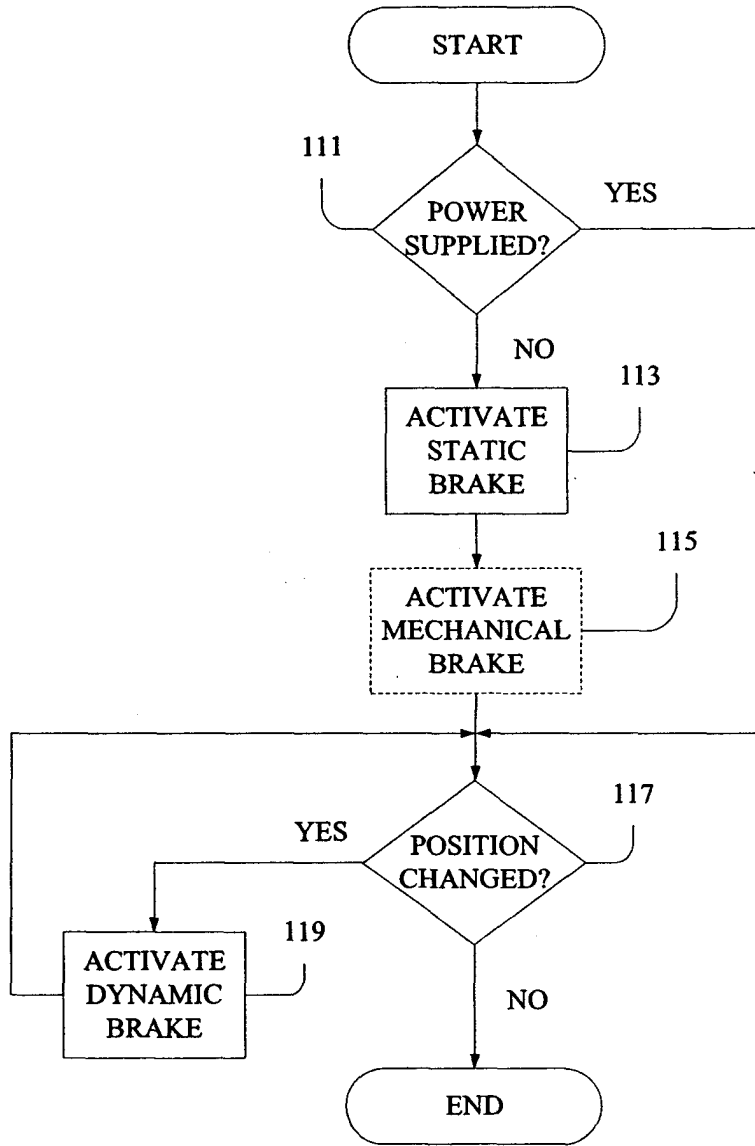 START
111
POWER
SUPPLIED?
YES
NO
113
ACTIVATE
STATIC
BRAKE
115
ACTIVATE
MECHANICAL
BRAKE
117
YES
POSITION
CHANGED?
119
ACTIVATE
DYNAMIC
BRAKE
NO
END